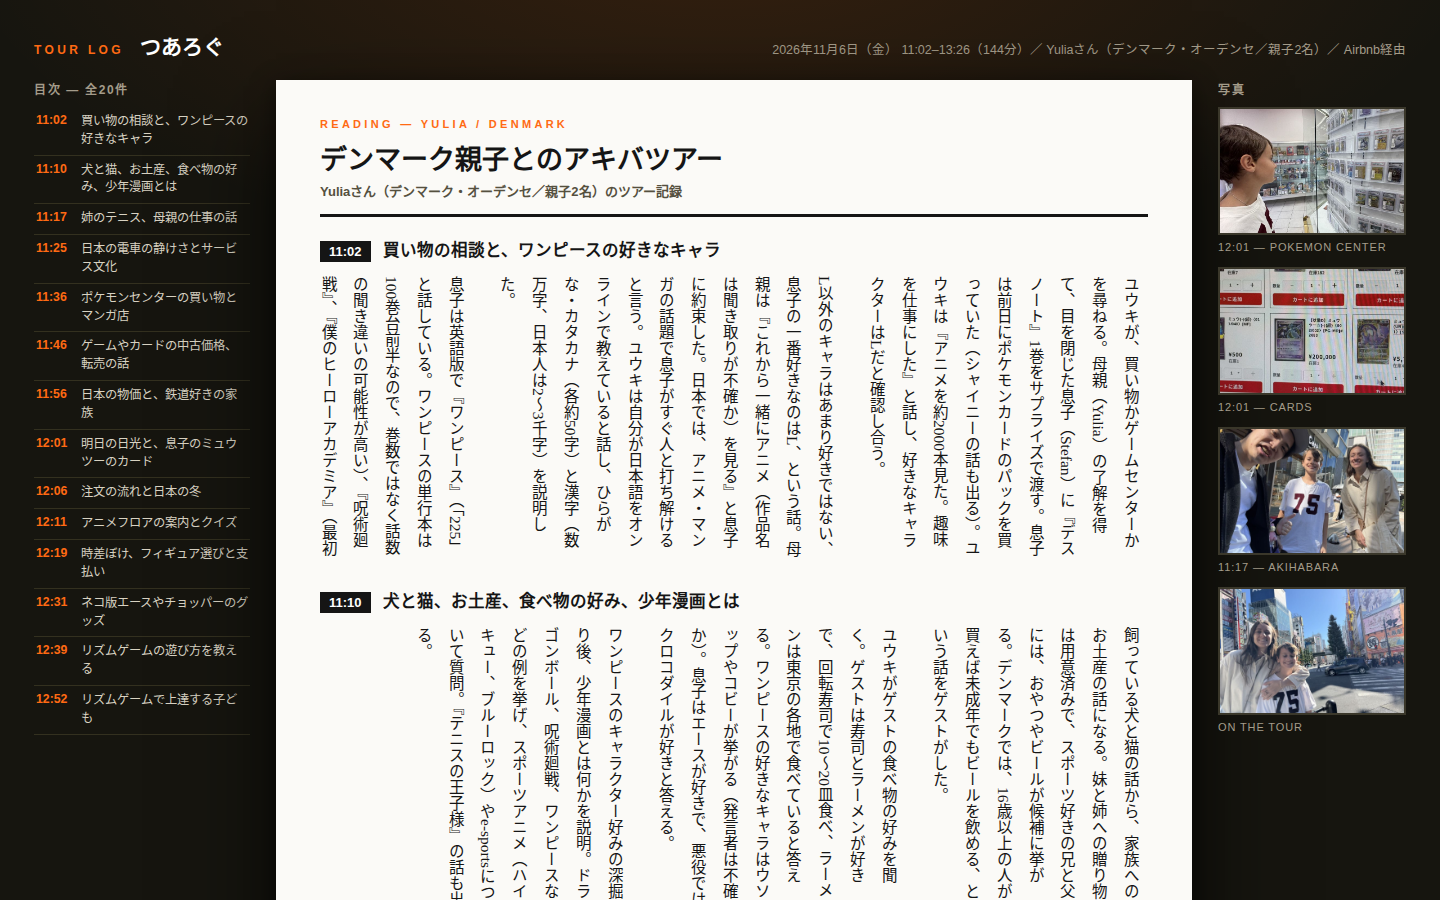 TOUR LOG つあろぐ
2026年11月6日（金） 11:02–13:26（144分）／ Yuliaさん（デンマーク・オーデンセ／親子2名）／ Airbnb経由
目次 — 全20件
11:02 買い物の相談と、ワンピースの
好きなキャラ
11:10 犬と猫、お土産、食べ物の好
み、少年漫画とは
11:17 姉のテニス、母親の仕事の話
11:25 日本の電車の静けさとサービ
ス文化
11:36 ポケモンセンターの買い物と
マンガ店
11:46 ゲームやカードの中古価格、
転売の話
11:56 日本の物価と、鉄道好きの家
族
12:01 明日の日光と、息子のミュウ
ツーのカード
12:06 注文の流れと日本の冬
12:11 アニメフロアの案内とクイズ
12:19 時差ぼけ、フィギュア選びと支
払い
12:31 ネコ版エースやチョッパーのグ
ッズ
12:39 リズムゲームの遊び方を教え
る
12:52 リズムゲームで上達する子ど
も
READING — YULIA / DENMARK
デンマーク親子とのアキバツアー
Yuliaさん（デンマーク・オーデンセ／親子2名）のツアー記録
11:02 買い物の相談と、ワンピースの好きなキャラ
ユウキが、買い物かゲームセンターか
を尋ねる。母親（Yulia）の了解を得
て、目を閉じた息子（Stefan）に『デス
ノート』1巻をサプライズで渡す。息子
は前日にポケモンカードのパックを買
っていた（シャイニーの話も出る）。ユ
ウキは『アニメを約2000本見た。趣味
を仕事にした』と話し、好きなキャラ
クターはLだと確認し合う。
L以外のキャラはあまり好きではない、
息子の一番好きなのはL、という話。母
親は『これから一緒にアニメ（作品名
は聞き取りが不確か）を見る』と息子
に約束した。日本では、アニメ・マン
ガの話題で息子がすぐ人と打ち解ける
と言う。ユウキは自分が日本語をオン
ラインで教えていると話し、ひらが
な・カタカナ（各約50字）と漢字（数
万字、日本人は2〜3千字）を説明し
た。
息子は英語版で『ワンピース』（「225」
と話している。ワンピースの単行本は
100巻台前半なので、巻数ではなく話数
の聞き違いの可能性が高い）、『呪術廻
戦』、『僕のヒーローアカデミア』（最初
11:10 犬と猫、お土産、食べ物の好み、少年漫画とは
飼っている犬と猫の話から、家族への
お土産の話になる。妹と姉への贈り物
は用意済みで、スポーツ好きの兄と父
には、おやつやビールが候補に挙が
る。デンマークでは、16歳以上の人が
買えば未成年でもビールを飲める、と
いう話をゲストがした。
ユウキがゲストの食べ物の好みを聞
く。ゲストは寿司とラーメンが好き
で、回転寿司で10〜20皿食べ、ラーメ
ンは東京の各地で食べていると答え
る。ワンピースの好きなキャラはウソ
ップやコビーが挙がる（発言者は不確
か）。息子はエースが好きで、悪役では
クロコダイルが好きと答える。
ワンピースのキャラクター好みの深掘
り後、少年漫画とは何かを説明。ドラ
ゴンボール、呪術廻戦、ワンピースな
どの例を挙げ、スポーツアニメ（ハイ
キュー、ブルーロック）やe-sportsにつ
いて質問。『テニスの王子様』の話も出
る。
写真
12:01 — POKEMON CENTER
カートに追加
¥500
¥200,000
カートに追加
12:01 — CARDS
75
11:17 — AKIHABARA
75
ON THE TOUR